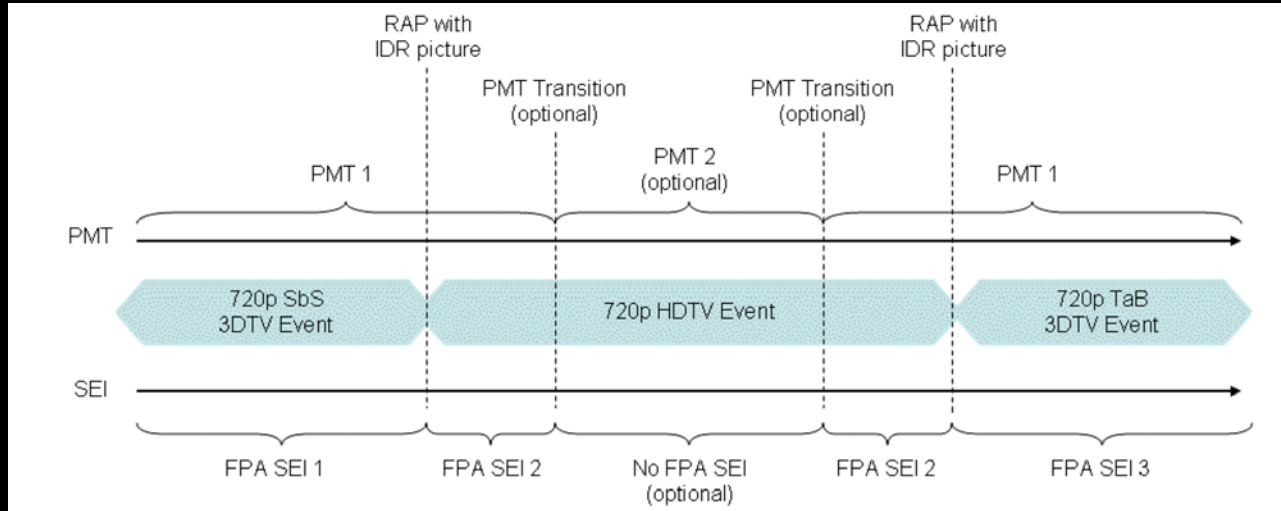 RAP with
IDR picture
RAP with
IDR picture
PMT Transition
(optional)
PMT Transition
(optional)
PMT 1
PMT 2
(optional)
PMT 1
PMT
720p SbS
3DTV Event
720p HDTV Event
720p TaB
3DTV Event
SEI
FPA SEI 1
FPA SEI 2
No FPA SEI
(optional)
FPA SEI 2
FPA SEI 3